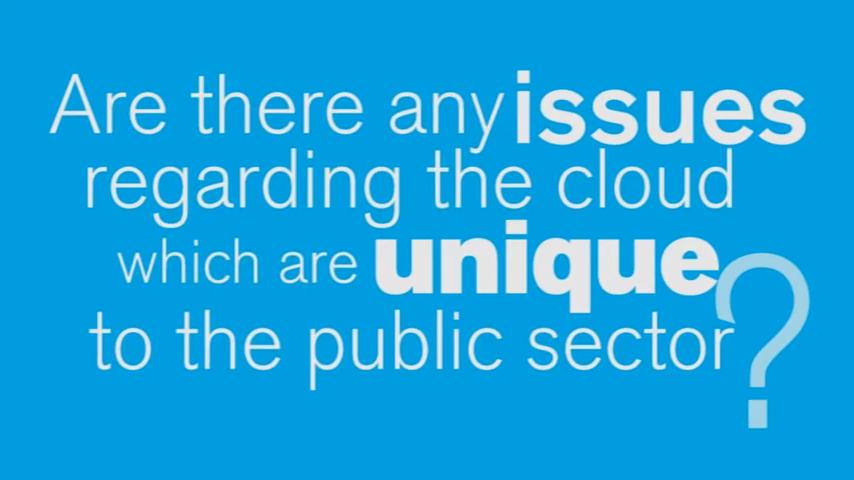 Are there any issues
regarding the cloud
which are unique
to the public sector?